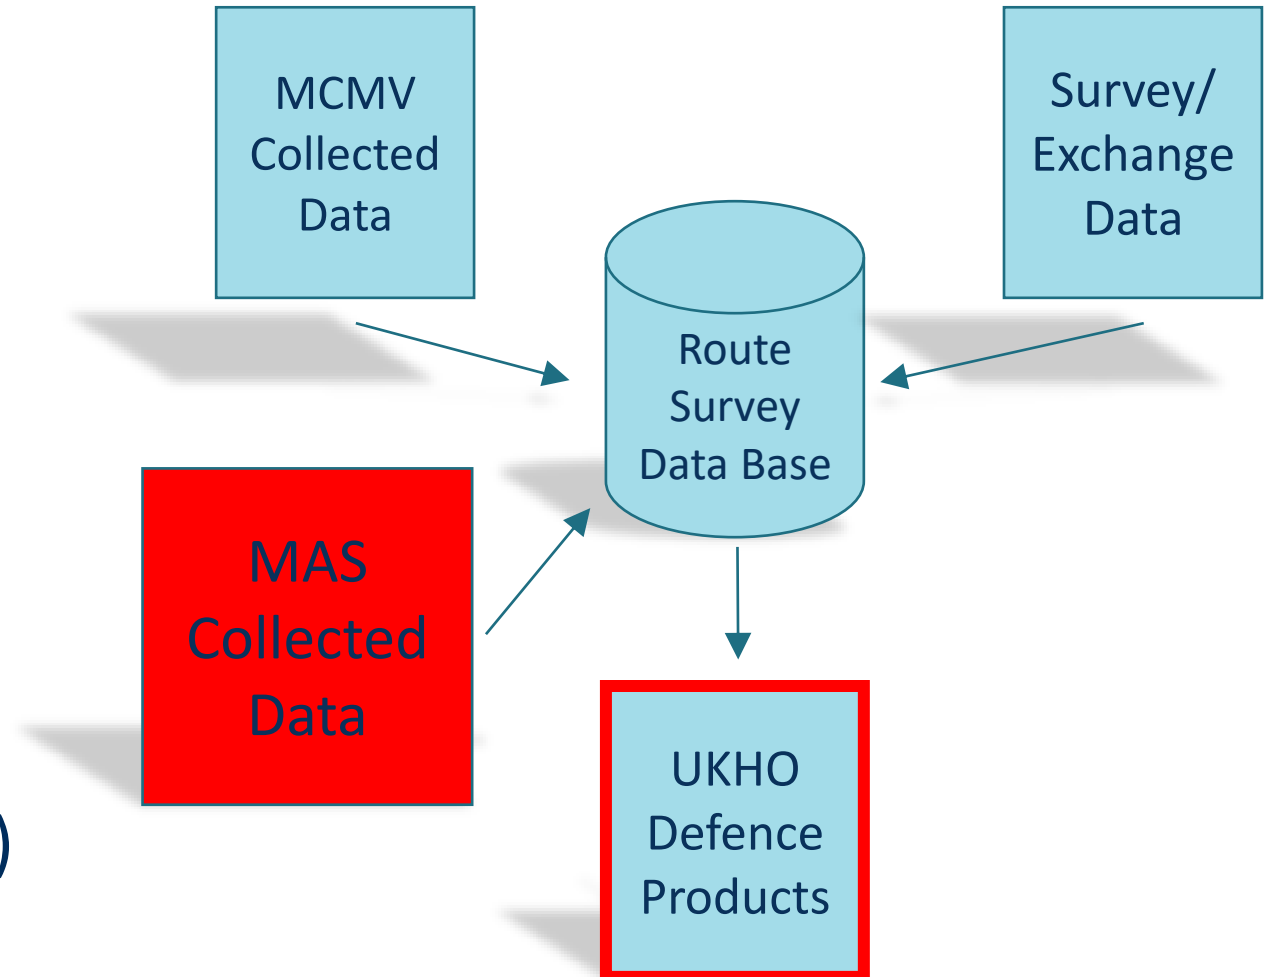 MCMV
Collected
Data
Survey/
Exchange
Data
Route
Survey
Data Base
MAS
Collected
Data
)
UKHO
Defence
Products